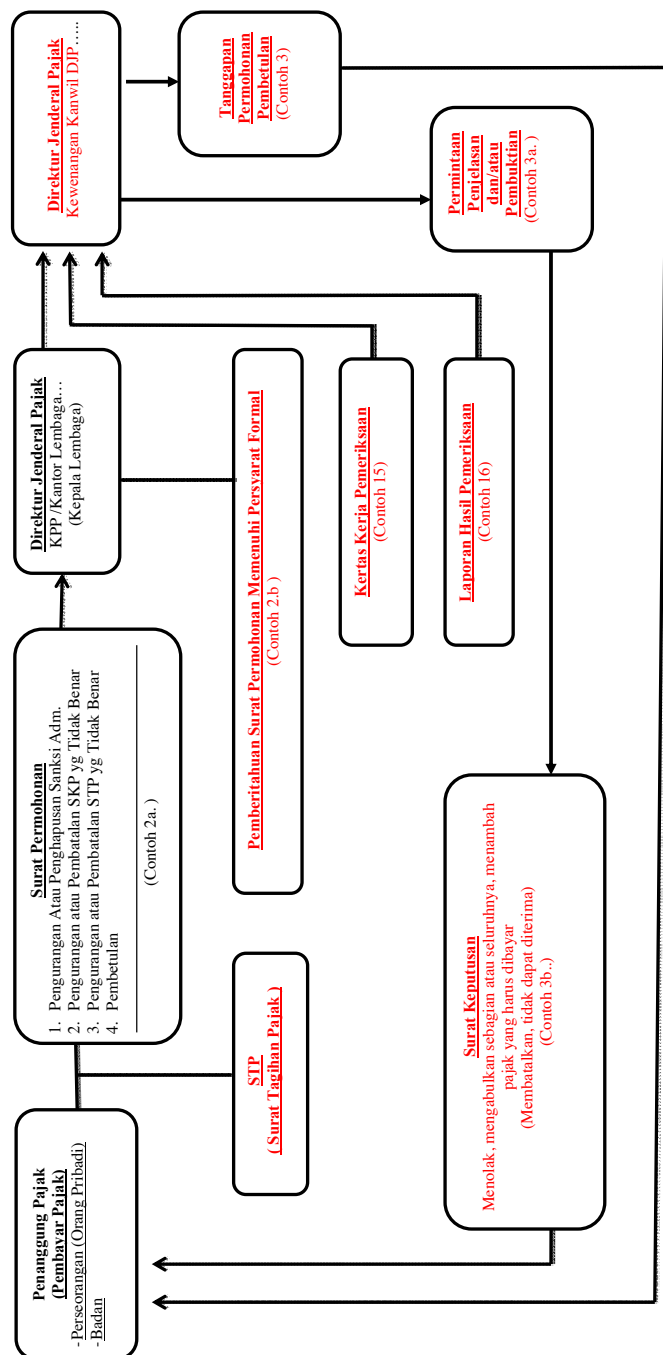 Penanggung Pajak
(Pembayar Pajak)
- Perseorangan (Orang Pribadi)
- Badan
Surat Permohonan
1. Pengurangan Atau Penghapusan Sanksi Adm.
2. Pengurangan atau Pembatalan SKP yg Tidak Benar
3. Pengurangan atau Pembatalan STP yg Tidak Benar
4. Pembetulan
(Contoh 2a. )
Direktur Jenderal Pajak
KPP /Kantor Lembaga…
(Kepala Lembaga)
Direktur Jenderal Pajak
Kewenangan Kanwil DJP…..
STP
( Surat Tagihan Pajak )
Pemberitahuan Surat Permohonan Memenuhi Persyarat Formal
(Contoh 2.b )
Tanggapan
Permohonan
Pembetulan
(Contoh 3)
Kertas Kerja Pemeriksaan
(Contoh 15)
Laporan Hasil Pemeriksaan
(Contoh 16)
Permintaan
Penjelasan
dan/atau
Pembuktian
(Contoh 3a. )
Surat Keputusan
Menolak, mengabulkan sebagian atau seluruhnya, menambah
pajak yang harus dibayar
(Membatalkan, tidak dapat diterima)
(Contoh 3b..)